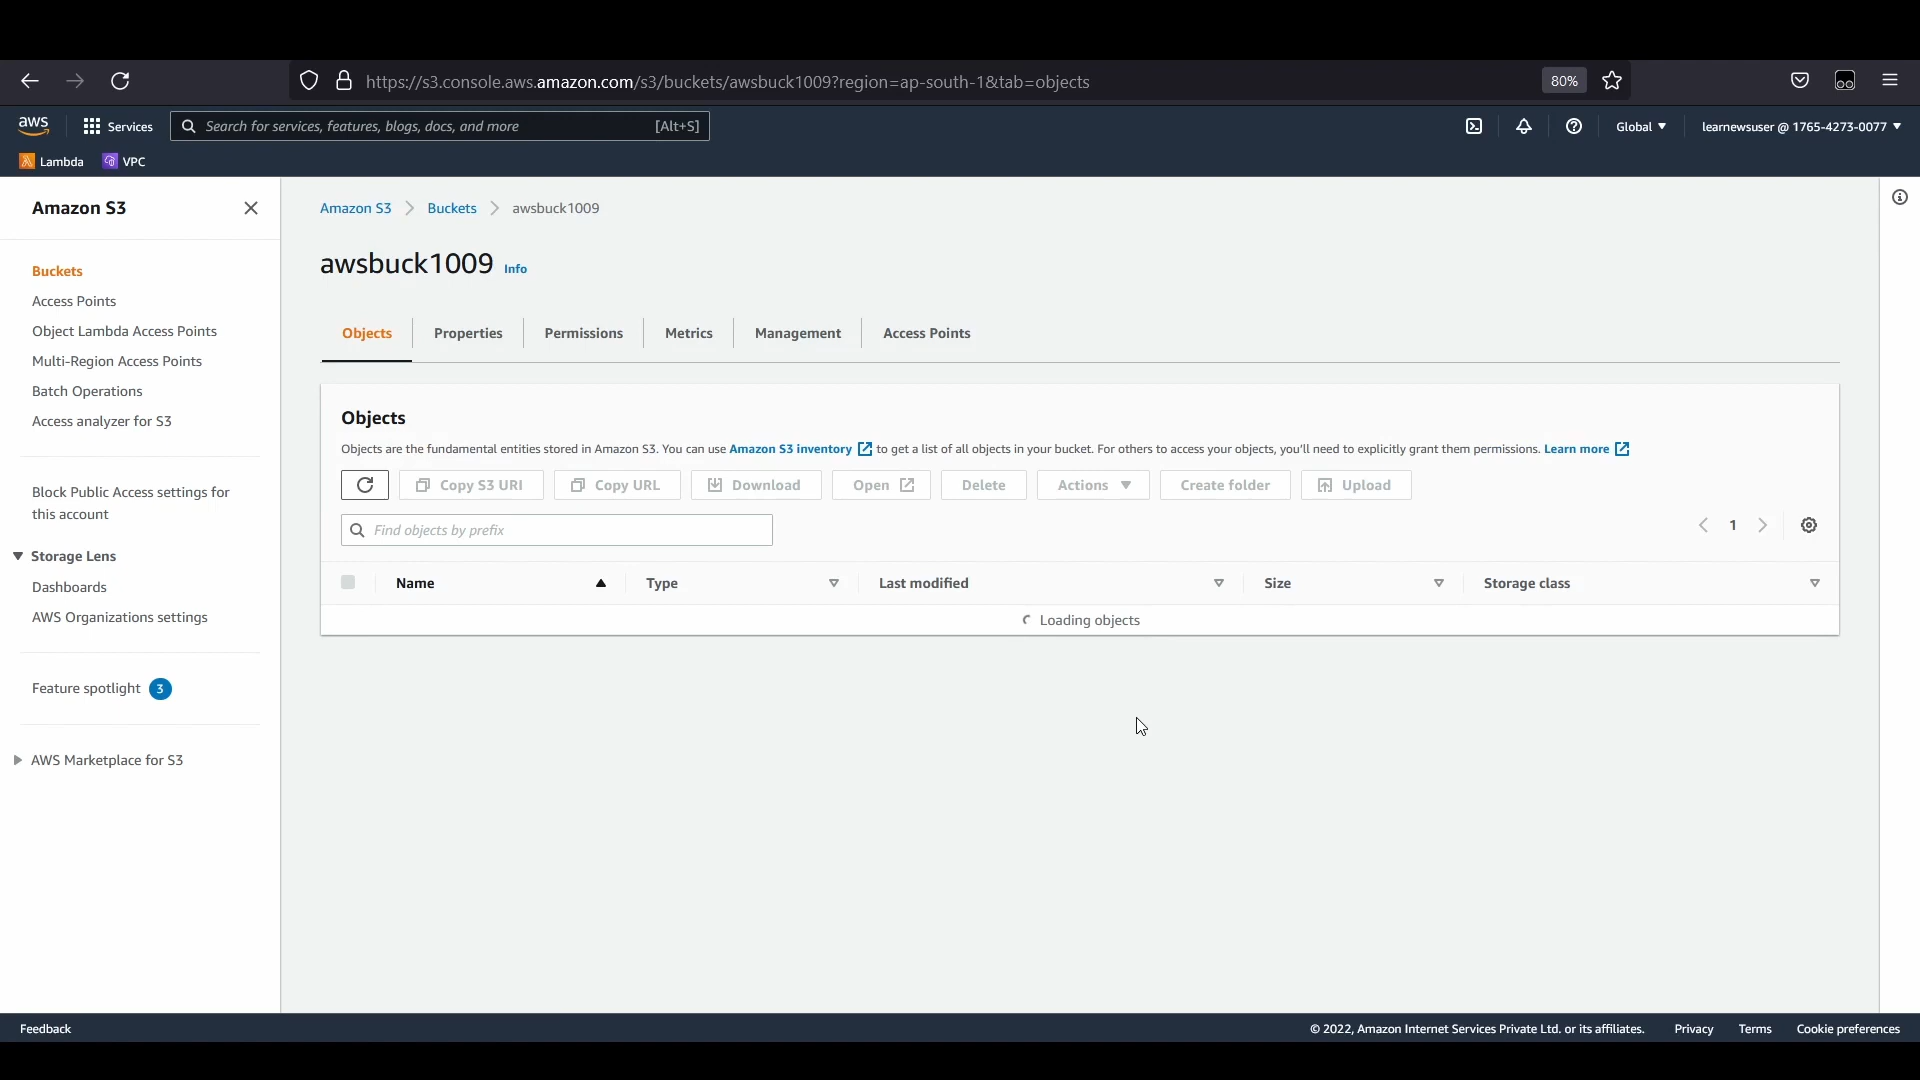 https://s3.console.aws.amazon.com/s3/buckets/awsbuck1009?region=ap-south-1&tab=objects
80%
aws
Services
Search for services, features, blogs, docs, and more [Alt+S]
Global
learnewsuser @ 1765-4273-0077
Lambda
VPC
Amazon S3
Buckets
Access Points
Object Lambda Access Points
Multi-Region Access Points
Batch Operations
Access analyzer for S3
Block Public Access settings for
this account
Storage Lens
Dashboards
AWS Organizations settings
Feature spotlight 3
AWS Marketplace for S3
Amazon S3 Buckets awsbuck1009
awsbuck1009 Info
Objects Properties Permissions Metrics Management Access Points
Objects
Objects are the fundamental entities stored in Amazon S3. You can use Amazon S3 inventory to get a list of all objects in your bucket. For others to access your objects, you'll need to explicitly grant them permissions. Learn more
Copy S3 URI Copy URL Download Open Delete Actions Create folder Upload
Find objects by prefix
1
Name Type Last modified Size Storage class
Loading objects
Feedback
© 2022, Amazon Internet Services Private Ltd. or its affiliates. Privacy Terms Cookie preferences